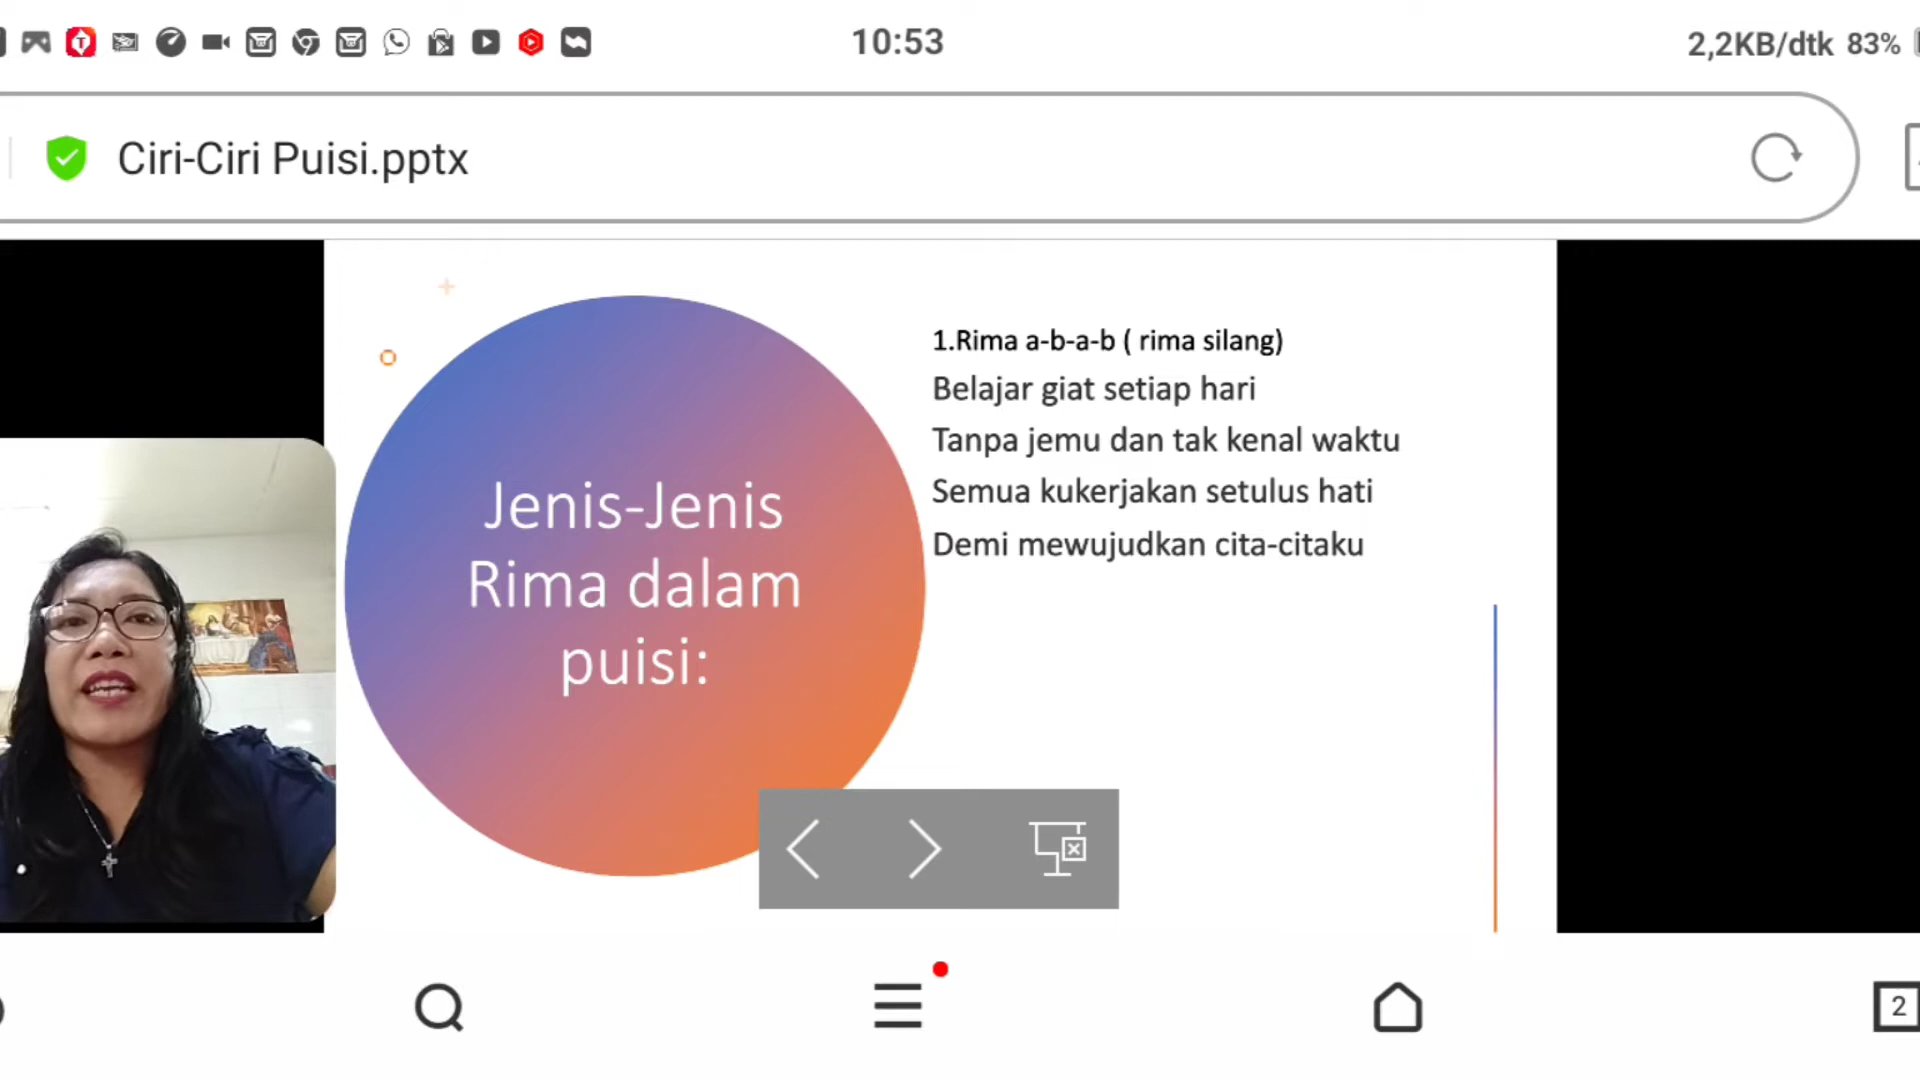 10:53
2,2KB/dtk 83%
Ciri-Ciri Puisi.pptx
Jenis-Jenis
Rima dalam
puisi:
1.Rima a-b-a-b ( rima silang)
Belajar giat setiap hari
Tanpa jemu dan tak kenal waktu
Semua kukerjakan setulus hati
Demi mewujudkan cita-citaku
2